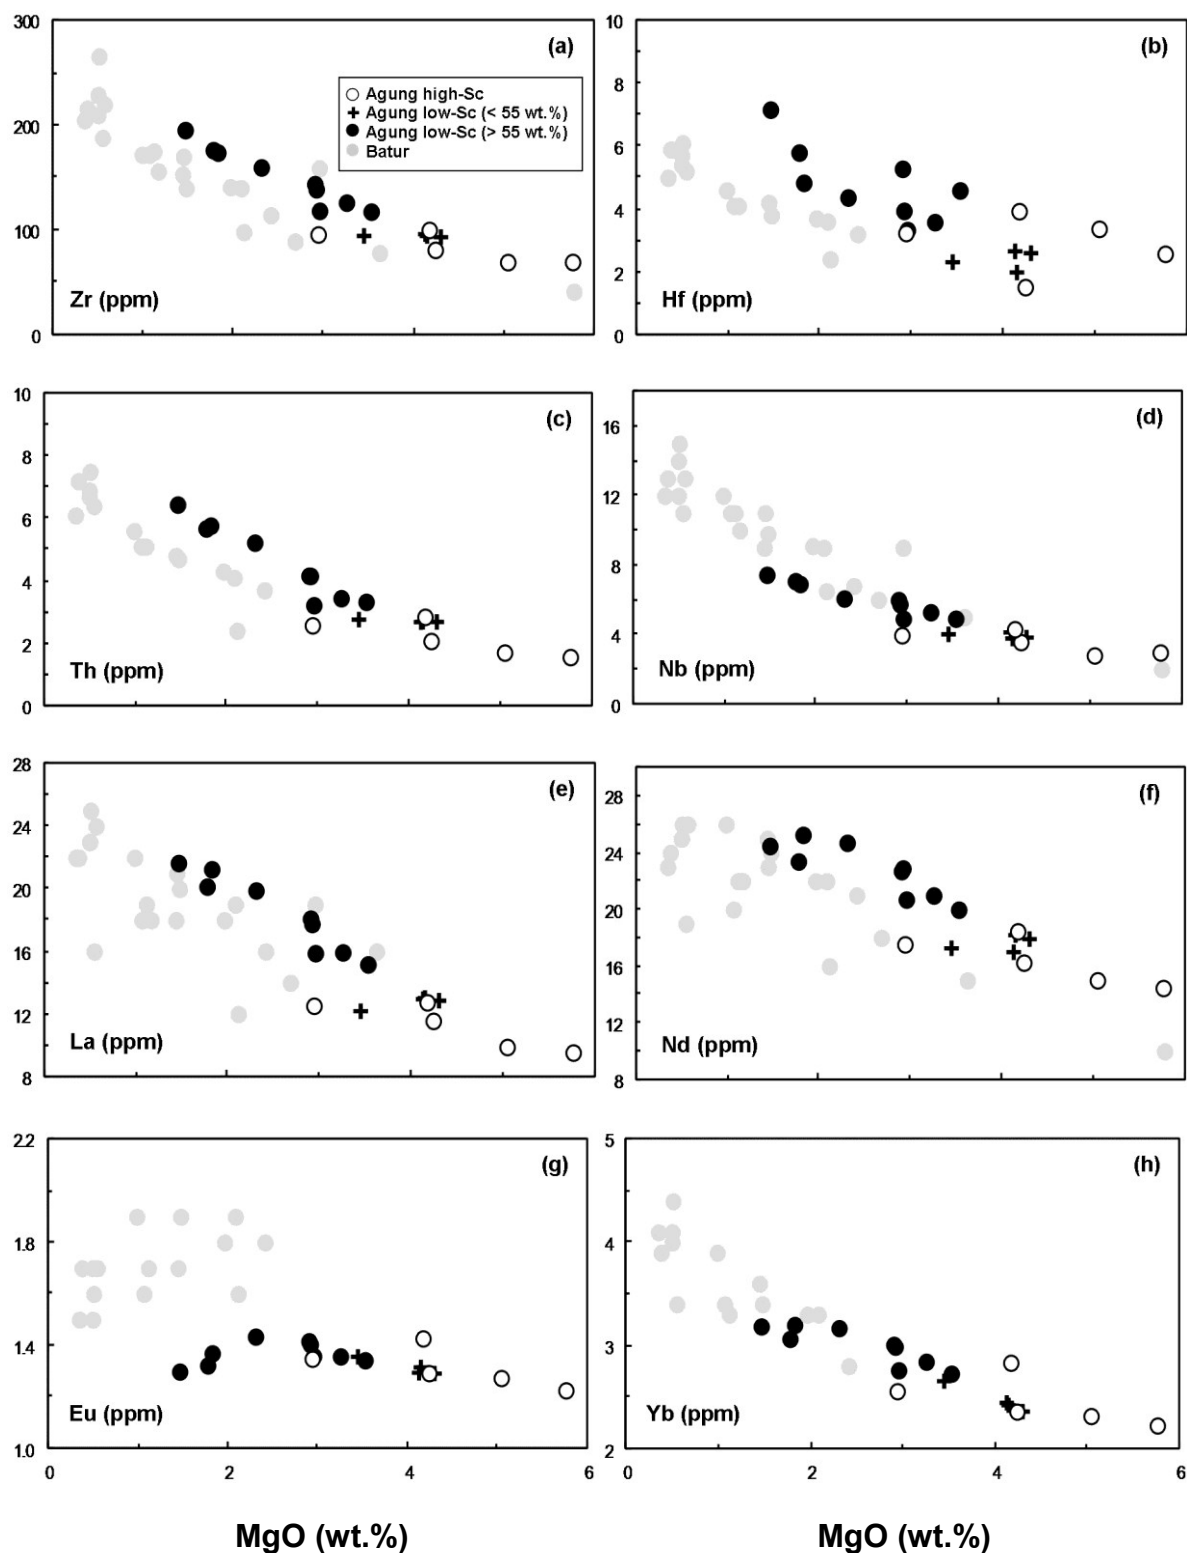 300
200
100
0
(a)
Agung high-Sc
Agung low-Sc (< 55 wt.%)
Agung low-Sc (> 55 wt.%)
Batur
Zr (ppm)
10
8
6
4
2
0
(b)
Hf (ppm)
10
8
6
4
2
0
(c)
Th (ppm)
16
12
8
4
0
(d)
Nb (ppm)
28
24
20
16
12
8
(e)
La (ppm)
28
24
20
16
12
8
(f)
Nd (ppm)
2.2
1.8
1.4
1.0
(g)
Eu (ppm)
0 2 4 6
MgO (wt.%)
5
4
3
2
(h)
Yb (ppm)
0 2 4 6
MgO (wt.%)